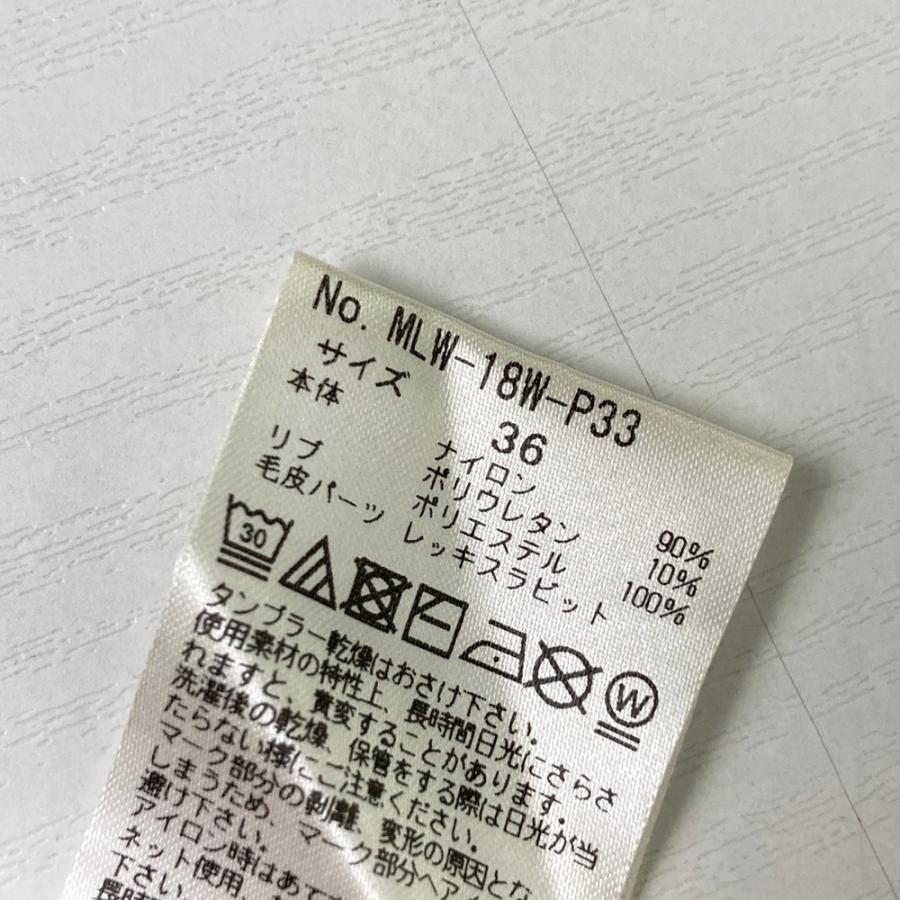 No. MLW-18W-P33
サイズ 36
本体 ナイロン 90%
ポリウレタン 10%
リブ ポリエステル 100%
毛皮パーツ レッキスラビット
30
W
タンブラー乾燥はおさけ下さい。
使用素材の特性上、長時間日光にさらさ
れますと、黄変することがあります。
洗濯後の乾燥、保管をする際は日光が当
たらない様にご注意ください。
マーク部分の剥離、変形の原因とな
しまうため、マーク部分へア
避け下さい。
アイロン時はあて
ネット使用
下さい
長時